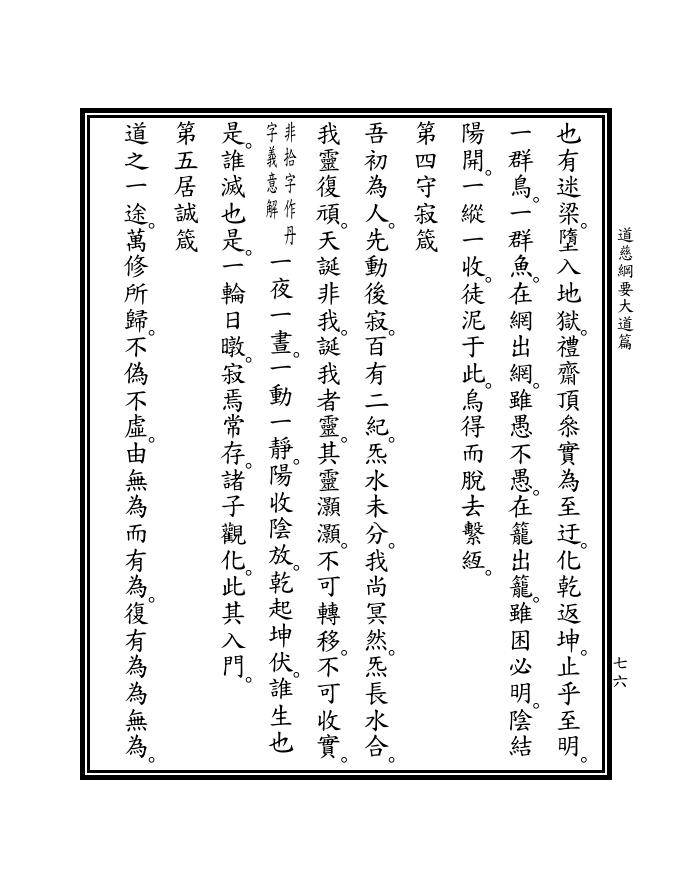 道慈綱要大道篇
七六
也有迷梁。墮入地獄。禮齋頂叅實為至迂。化乾返坤。止乎至明。
一群鳥。一群魚。在網出網。雖愚不愚。在籠出籠。雖困必明。陰結
陽開。一縱一收。徒泥于此。烏得而脫去繫絙。
第四守寂箴
吾初為人。先動後寂。百有二紀。炁水未分。我尚冥然。炁長水合。
我靈復頑。天誕非我。誕我者靈。其靈灝灝。不可轉移。不可收實。
非拾字作丹
字義意解
一夜一晝。一動一靜。陽收陰放。乾起坤伏。誰生也
是。誰滅也是。一輪日暾。寂焉常存。諸子觀化。此其入門。
第五居誠箴
道之一途。萬修所歸。不偽不虛。由無為而有為。復有為為無為。